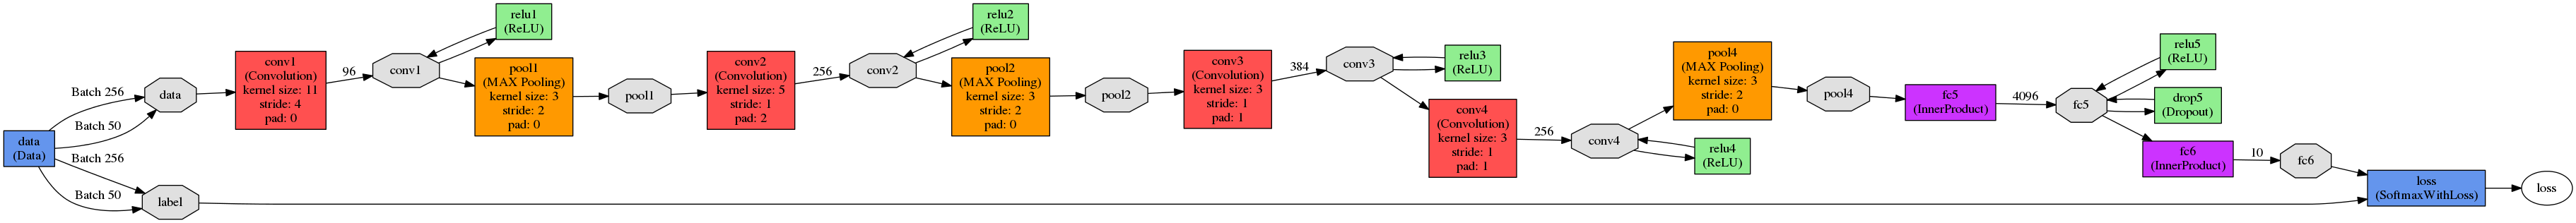 data
(Data)
Batch 256
Batch 50
Batch 256
Batch 50
data
label
conv1
(Convolution)
kernel size: 11
stride: 4
pad: 0
96
conv1
relu1
(ReLU)
pool1
(MAX Pooling)
kernel size: 3
stride: 2
pad: 0
pool1
conv2
(Convolution)
kernel size: 5
stride: 1
pad: 2
256
conv2
relu2
(ReLU)
pool2
(MAX Pooling)
kernel size: 3
stride: 2
pad: 0
pool2
conv3
(Convolution)
kernel size: 3
stride: 1
pad: 1
384
conv3
relu3
(ReLU)
conv4
(Convolution)
kernel size: 3
stride: 1
pad: 1
256
conv4
pool4
(MAX Pooling)
kernel size: 3
stride: 2
pad: 0
relu4
(ReLU)
pool4
fc5
(InnerProduct)
4096
fc5
relu5
(ReLU)
drop5
(Dropout)
fc6
(InnerProduct)
10
fc6
loss
(SoftmaxWithLoss)
loss